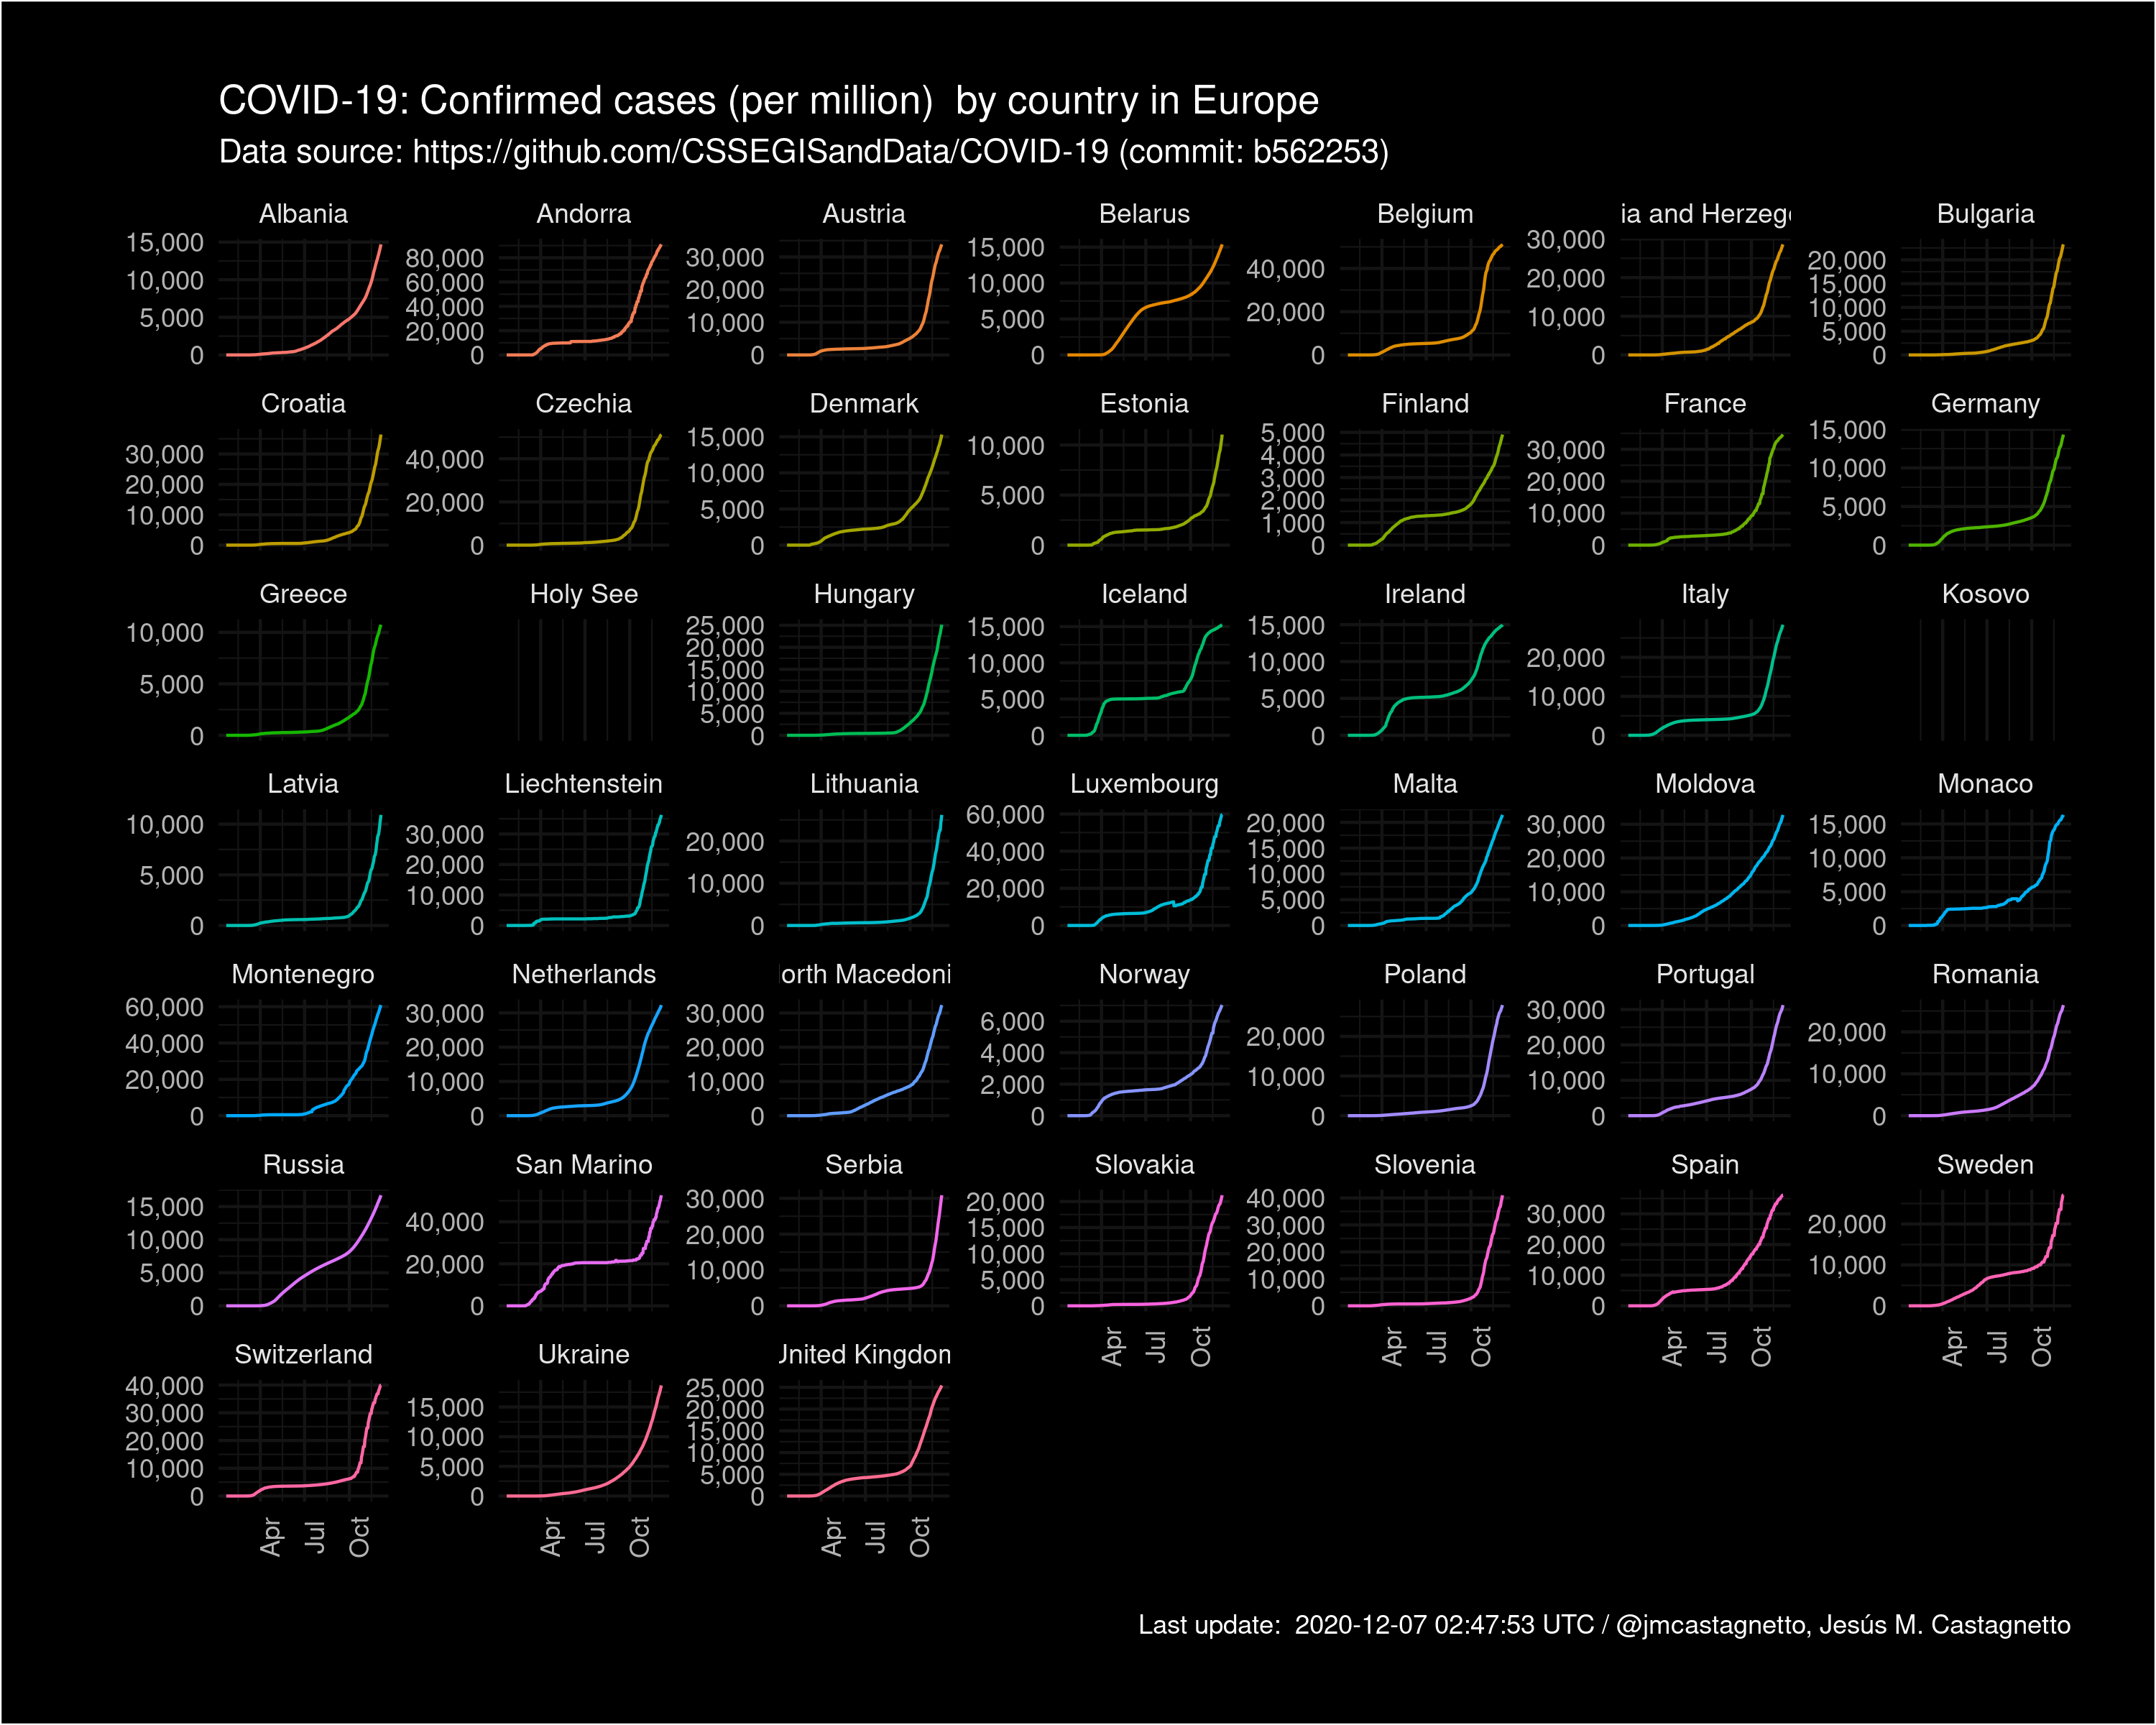 COVID-19: Confirmed cases (per million)  by country in Europe
Data source: https://github.com/CSSEGISandData/COVID-19 (commit: b562253)
Albania
15,000
10,000
5,000
0
Andorra
80,000
60,000
40,000
20,000
0
Austria
30,000
20,000
10,000
0
Belarus
15,000
10,000
5,000
0
Belgium
40,000
20,000
0
ia and Herzeg
30,000
20,000
10,000
0
Bulgaria
20,000
15,000
10,000
5,000
0
Croatia
30,000
20,000
10,000
0
Czechia
40,000
20,000
0
Denmark
15,000
10,000
5,000
0
Estonia
10,000
5,000
0
Finland
5,000
4,000
3,000
2,000
1,000
0
France
30,000
20,000
10,000
0
Germany
15,000
10,000
5,000
0
Greece
10,000
5,000
0
Holy See
Hungary
25,000
20,000
15,000
10,000
5,000
0
Iceland
15,000
10,000
5,000
0
Ireland
15,000
10,000
5,000
0
Italy
20,000
10,000
0
Kosovo
Latvia
10,000
5,000
0
Liechtenstein
30,000
20,000
10,000
0
Lithuania
20,000
10,000
0
Luxembourg
60,000
40,000
20,000
0
Malta
20,000
15,000
10,000
5,000
0
Moldova
30,000
20,000
10,000
0
Monaco
15,000
10,000
5,000
0
Montenegro
60,000
40,000
20,000
0
Netherlands
30,000
20,000
10,000
0
orth Macedoni
30,000
20,000
10,000
0
Norway
6,000
4,000
2,000
0
Poland
20,000
10,000
0
Portugal
30,000
20,000
10,000
0
Romania
20,000
10,000
0
Russia
15,000
10,000
5,000
0
San Marino
40,000
20,000
0
Serbia
30,000
20,000
10,000
0
Slovakia
20,000
15,000
10,000
5,000
0
Apr
Jul
Oct
Slovenia
40,000
30,000
20,000
10,000
0
Apr
Jul
Oct
Spain
30,000
20,000
10,000
0
Apr
Jul
Oct
Sweden
20,000
10,000
0
Apr
Jul
Oct
Switzerland
40,000
30,000
20,000
10,000
0
Apr
Jul
Oct
Ukraine
15,000
10,000
5,000
0
Apr
Jul
Oct
United Kingdom
25,000
20,000
15,000
10,000
5,000
0
Apr
Jul
Oct
Last update:  2020-12-07 02:47:53 UTC / @jmcastagnetto, Jesús M. Castagnetto